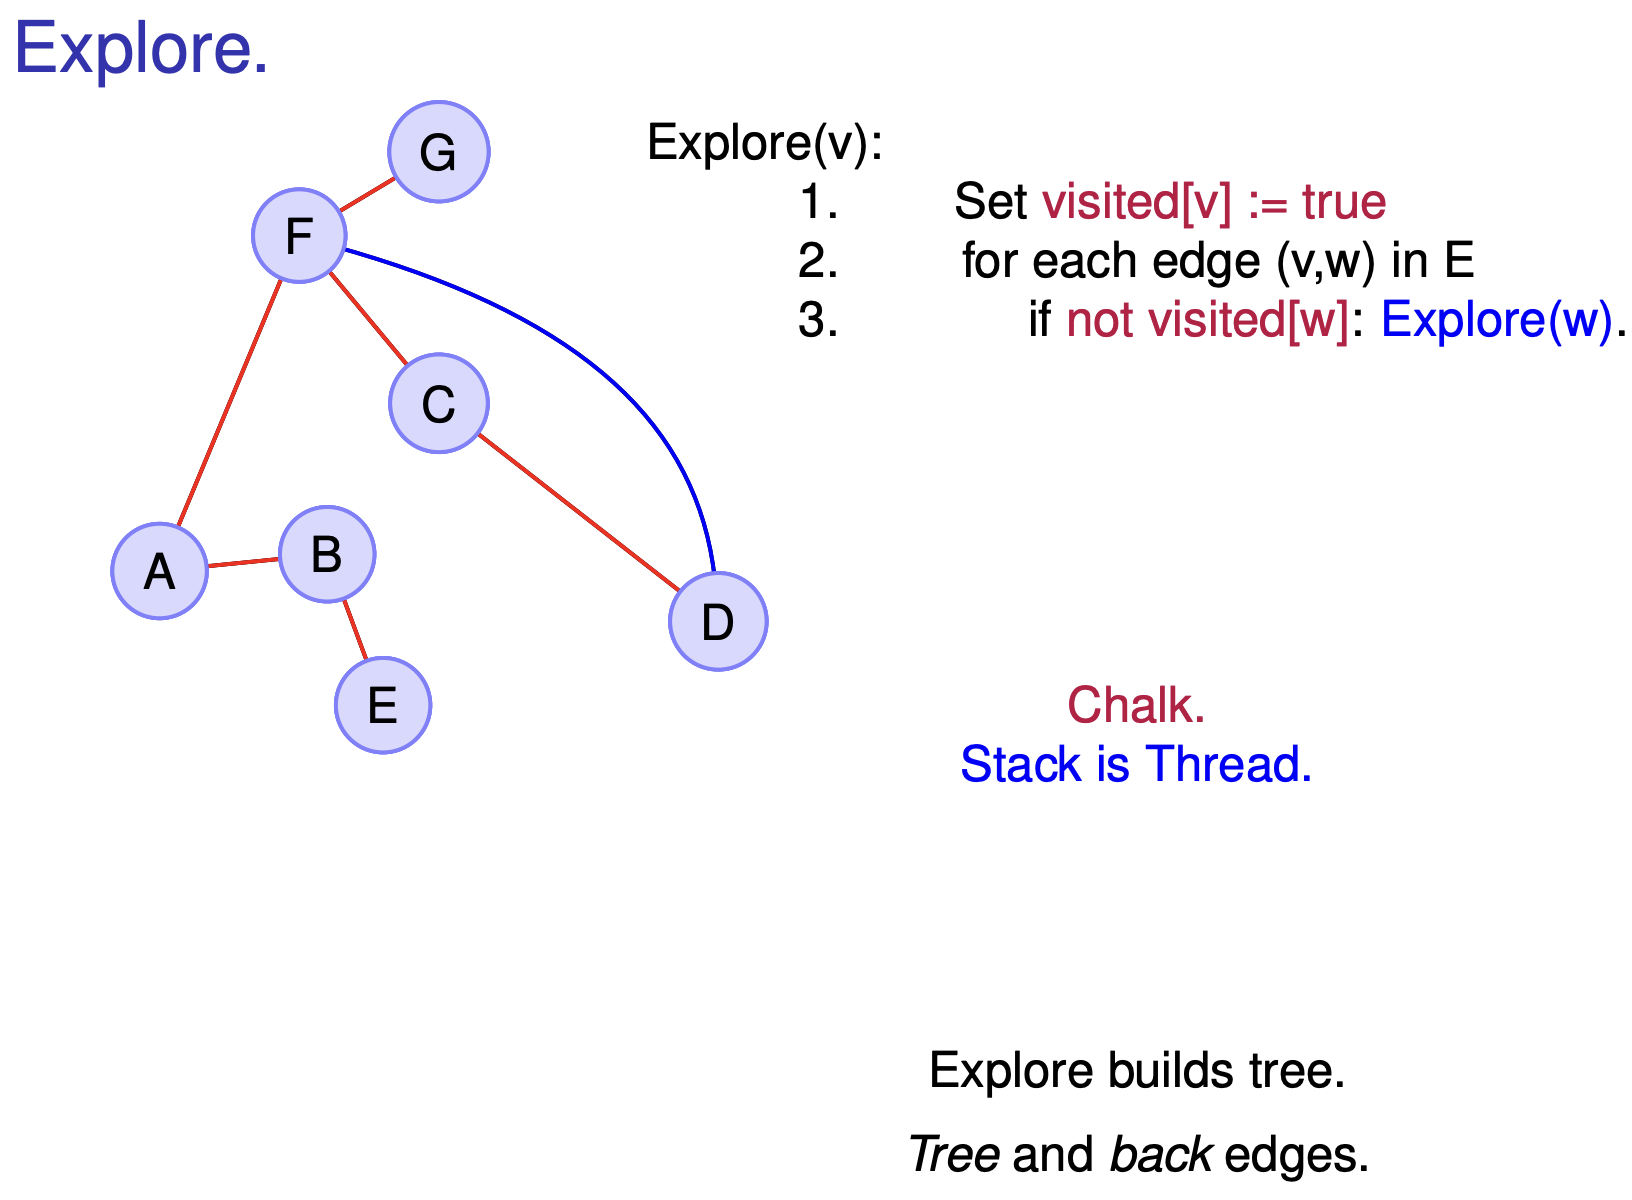 Explore.
G
F
C
A
B
D
E
Explore(v):
1. Set visited[v] := true
2. for each edge (v,w) in E
3. if not visited[w]: Explore(w).
Chalk.
Stack is Thread.
Explore builds tree.
Tree and back edges.